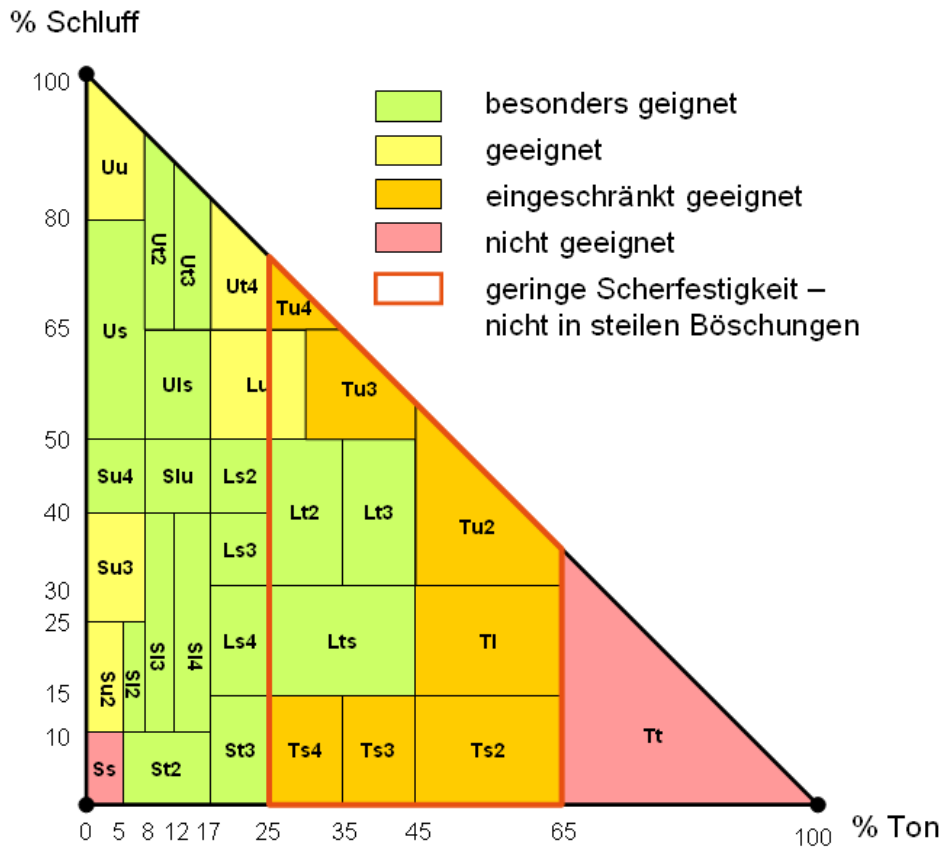 % Schluff
100
besonders geignet
geeignet
eingeschränkt geeignet
nicht geeignet
geringe Scherfestigkeit –
nicht in steilen Böschungen
Uu
80
Ut2
Ut3
Ut4
Tu4
Us
65
Uls
Lu
Tu3
50
Su4
Slu
Ls2
Lt2
Lt3
40
Tu2
Ls3
Su3
30
25
Sl3
Sl4
Ls4
Lts
Tl
Su2
Sl2
15
10
Ss
St2
St3
Ts4
Ts3
Ts2
Tt
0 5 8 12 17 25 35 45 65 100
% Ton